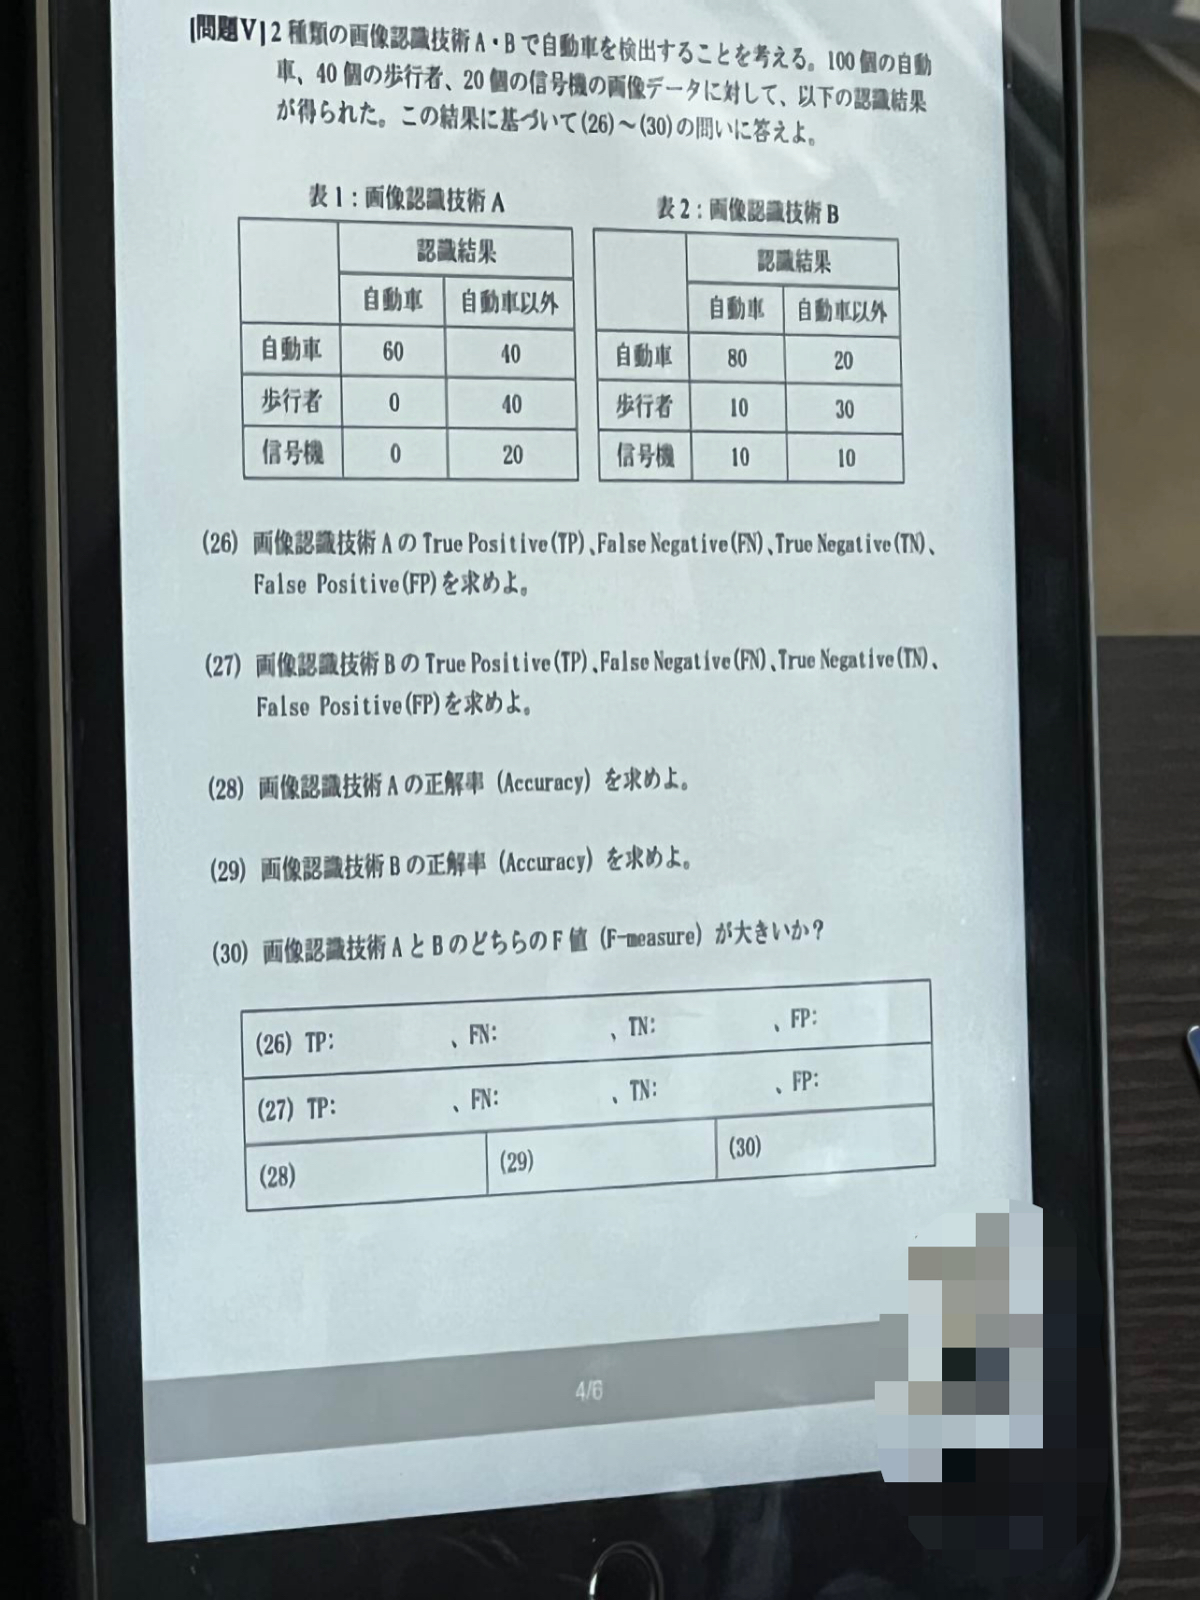 [問題Ⅴ] 2 種類の画像認識技術 A・B で自動車を検出することを考える。100 個の自動
車、40 個の歩行者、20 個の信号機の画像データに対して、以下の認識結果
が得られた。この結果に基づいて(26)～(30)の問いに答えよ。
表 1：画像認識技術 A
認識結果
自動車 自動車以外
自動車 60 40
歩行者 0 40
信号機 0 20
表 2：画像認識技術 B
認識結果
自動車 自動車以外
自動車 80 20
歩行者 10 30
信号機 10 10
(26) 画像認識技術 A の True Positive(TP)、False Negative(FN)、True Negative(TN)、
False Positive(FP)を求めよ。
(27) 画像認識技術 B の True Positive(TP)、False Negative(FN)、True Negative(TN)、
False Positive(FP)を求めよ。
(28) 画像認識技術 A の正解率 (Accuracy) を求めよ。
(29) 画像認識技術 B の正解率 (Accuracy) を求めよ。
(30) 画像認識技術 A と B のどちらの F 値 (F-measure) が大きいか？
(26) TP: 、FN: 、TN: 、FP:
(27) TP: 、FN: 、TN: 、FP:
(28) (29) (30)
4/6